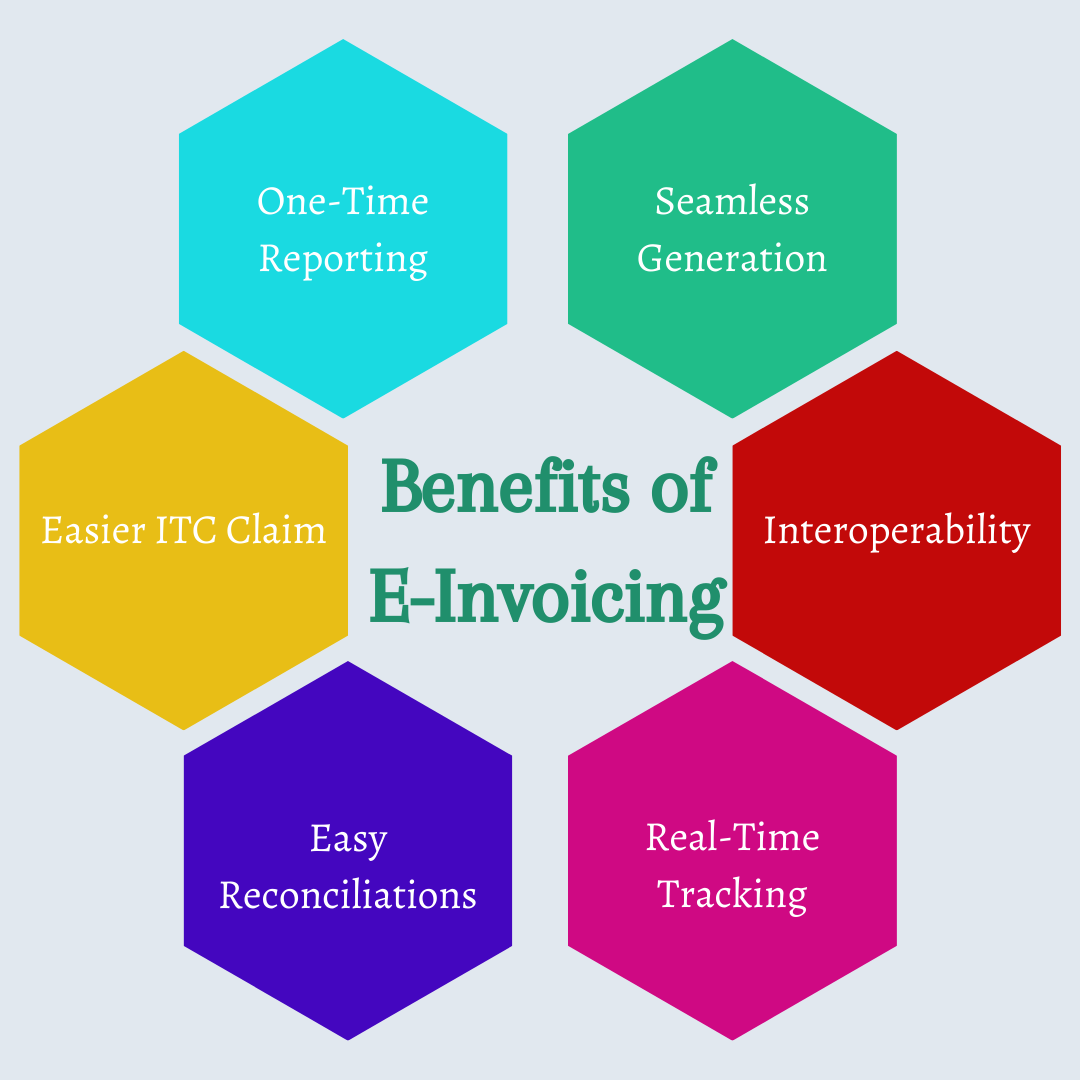 One-Time
Reporting
Seamless
Generation
Easier ITC Claim
Benefits of
E-Invoicing
Interoperability
Easy
Reconciliations
Real-Time
Tracking